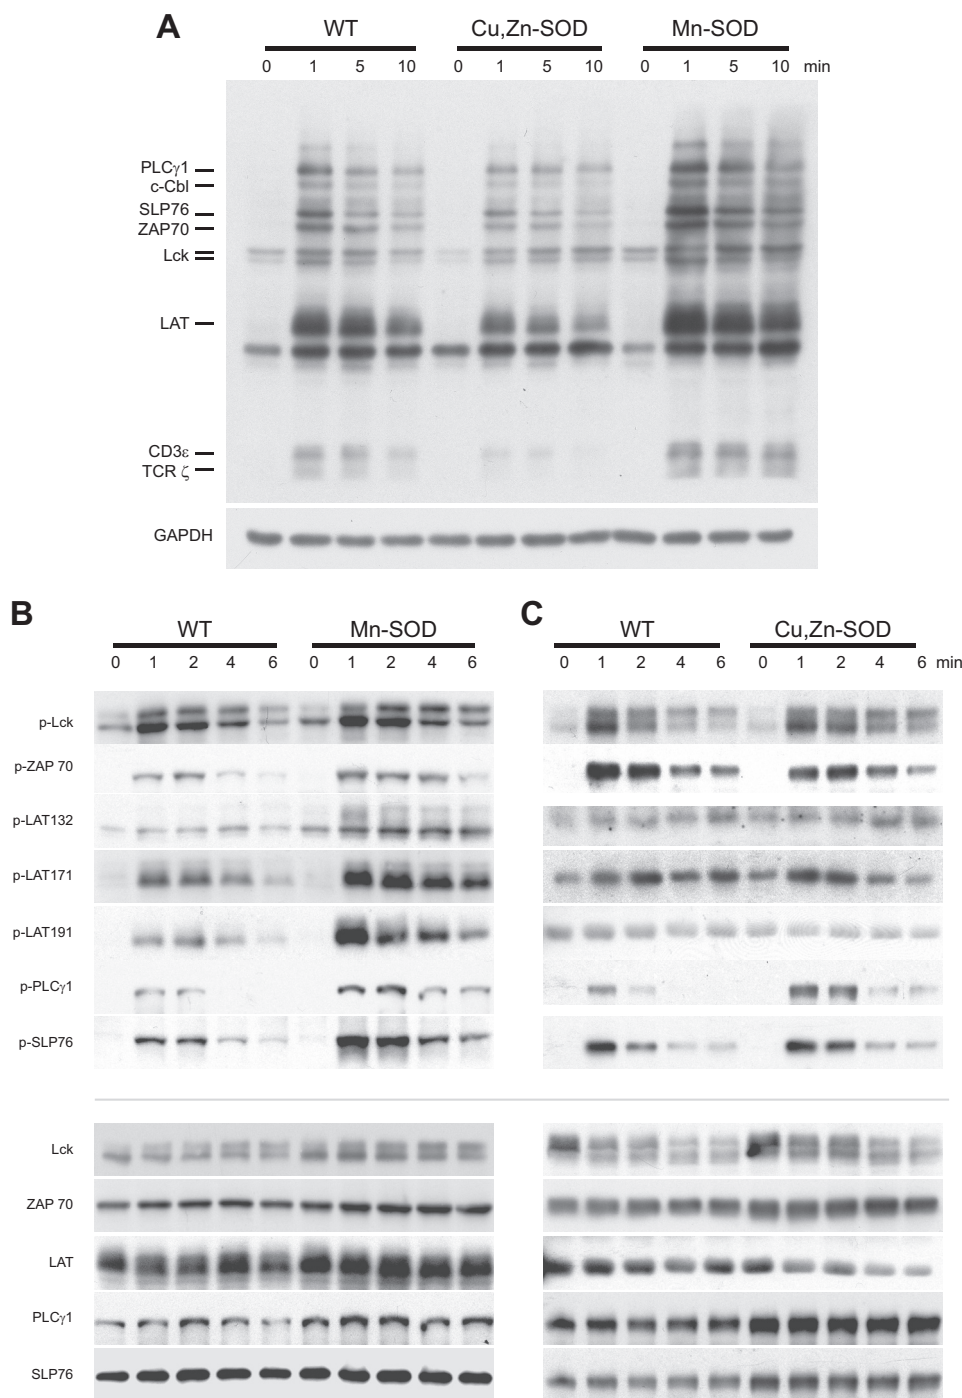 A
WT Cu,Zn-SOD Mn-SOD
0 1 5 10 0 1 5 10 0 1 5 10 min
PLCγ1
c-Cbl
SLP76
ZAP70
Lck
LAT
CD3ε
TCR ζ
GAPDH
B
WT Mn-SOD
0 1 2 4 6 0 1 2 4 6
p-Lck
p-ZAP 70
p-LAT132
p-LAT171
p-LAT191
p-PLCγ1
p-SLP76
Lck
ZAP 70
LAT
PLCγ1
SLP76
C
WT Cu,Zn-SOD
0 1 2 4 6 0 1 2 4 6 min